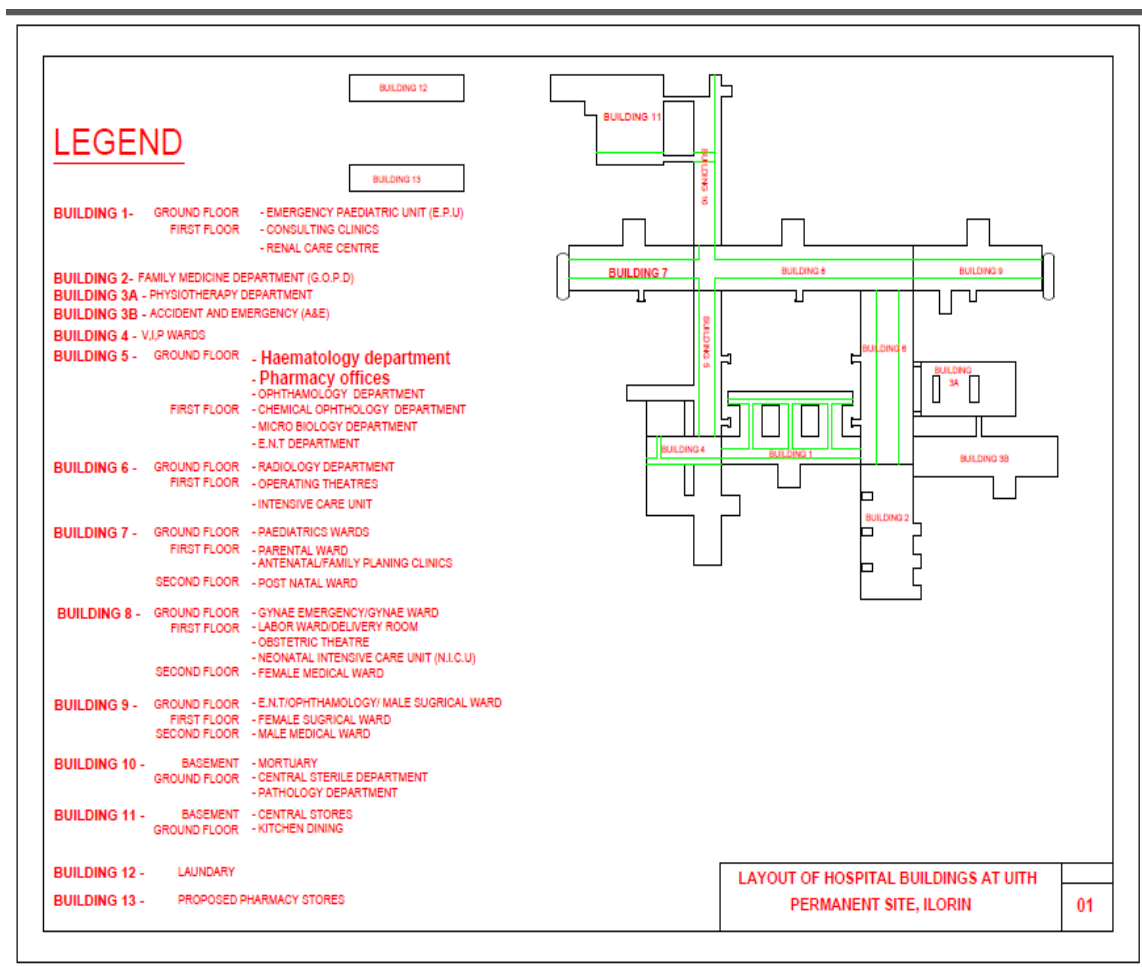 BUILDING 12
LEGEND
BUILDING 13
BUILDING 1- GROUND FLOOR - EMERGENCY PAEDIATRIC UNIT (E.P.U)
FIRST FLOOR - CONSULTING CLINICS
- RENAL CARE CENTRE
BUILDING 2- FAMILY MEDICINE DEPARTMENT (G.O.P.D)
BUILDING 3A - PHYSIOTHERAPY DEPARTMENT
BUILDING 3B - ACCIDENT AND EMERGENCY (A&E)
BUILDING 4 - V,I,P WARDS
BUILDING 5 - GROUND FLOOR - Haematology department
- Pharmacy offices
- OPHTHAMOLOGY DEPARTMENT
FIRST FLOOR - CHEMICAL OPHTHOLOGY DEPARTMENT
- MICRO BIOLOGY DEPARTMENT
- E.N.T DEPARTMENT
BUILDING 6 - GROUND FLOOR - RADIOLOGY DEPARTMENT
FIRST FLOOR - OPERATING THEATRES
- INTENSIVE CARE UNIT
BUILDING 7 - GROUND FLOOR - PAEDIATRICS WARDS
FIRST FLOOR - PARENTAL WARD
- ANTENATAL/FAMILY PLANING CLINICS
SECOND FLOOR - POST NATAL WARD
BUILDING 8 - GROUND FLOOR - GYNAE EMERGENCY/GYNAE WARD
FIRST FLOOR - LABOR WARD/DELIVERY ROOM
- OBSTETRIC THEATRE
- NEONATAL INTENSIVE CARE UNIT (N.I.C.U)
SECOND FLOOR - FEMALE MEDICAL WARD
BUILDING 9 - GROUND FLOOR - E.N.T/OPHTHAMOLOGY/ MALE SUGRICAL WARD
FIRST FLOOR - FEMALE SUGRICAL WARD
SECOND FLOOR - MALE MEDICAL WARD
BUILDING 10 - BASEMENT - MORTUARY
GROUND FLOOR - CENTRAL STERILE DEPARTMENT
- PATHOLOGY DEPARTMENT
BUILDING 11 - BASEMENT - CENTRAL STORES
GROUND FLOOR - KITCHEN DINING
BUILDING 12 - LAUNDARY
BUILDING 13 - PROPOSED PHARMACY STORES
BUILDING 11
BUILDING 10
BUILDING 7
BUILDING 8
BUILDING 9
BUILDING 5
BUILDING 6
BUILDING
3A
BUILDING 4
BUILDING 1
BUILDING 3B
BUILDING 2
LAYOUT OF HOSPITAL BUILDINGS AT UITH
PERMANENT SITE, ILORIN
01